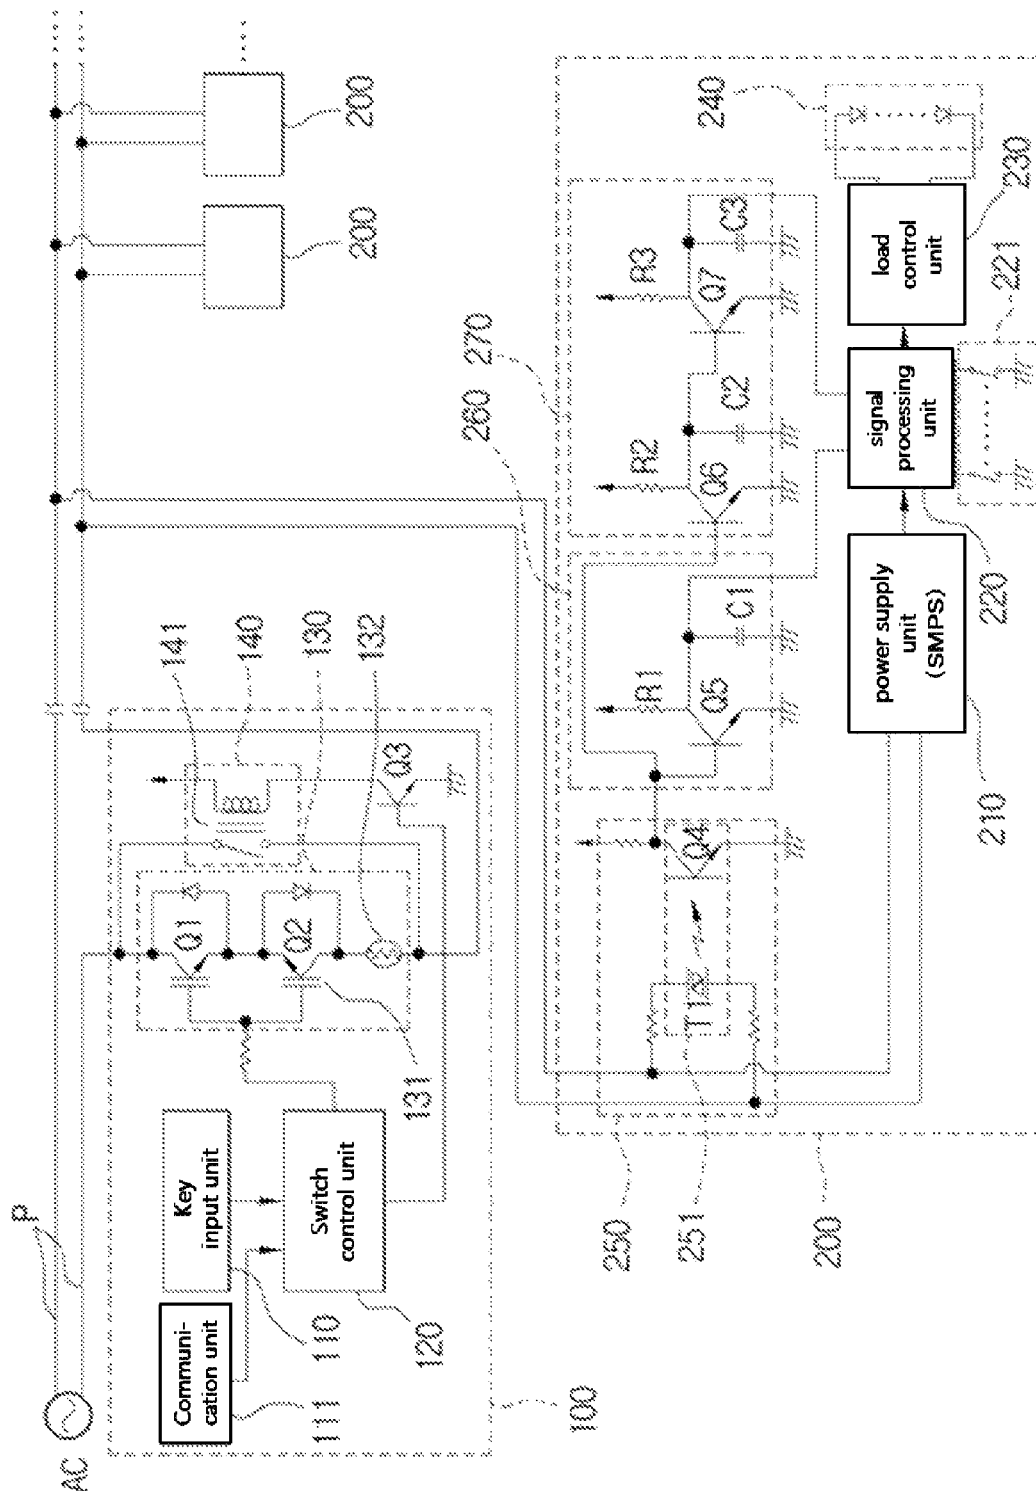 AC
P
200
200
100
Communi-
cation unit
111
Key
input unit
110
Switch
control unit
120
131
Q1
Q2
Q3
141
140
130
132
200
250
251
T1
Q4
260
270
R1
Q5
C1
R2
Q6
C2
R3
Q7
C3
240
210
power supply
unit
(SMPS)
220
signal
processing
unit
221
load
control
unit
230